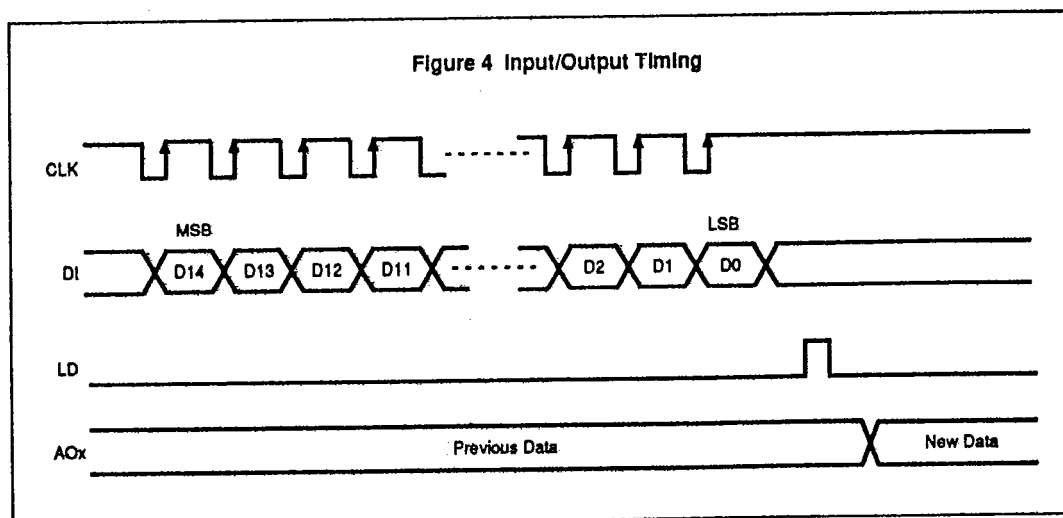 Figure 4 Input/Output Timing
CLK
MSB
LSB
DI
D14 D13 D12 D11 D2 D1 D0
LD
AOx
Previous Data
New Data